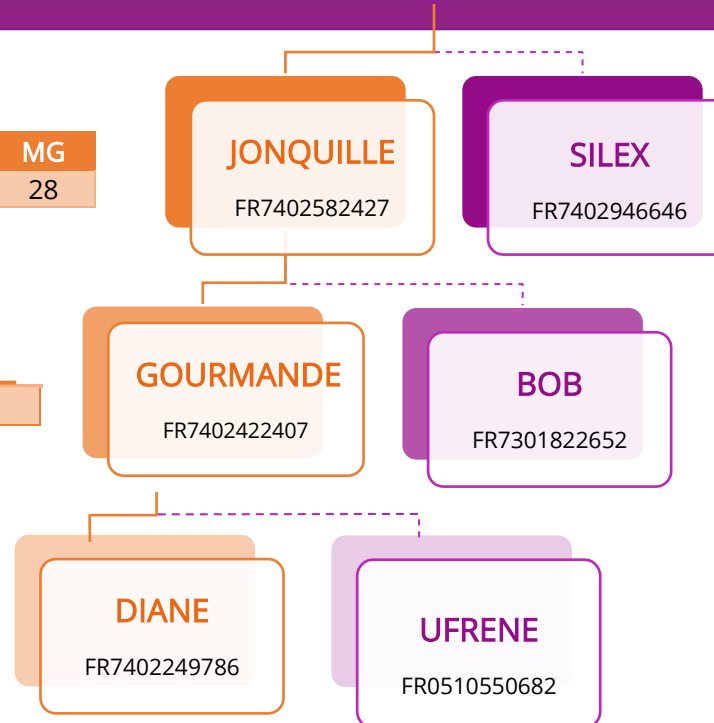 MG
28
JONQUILLE
FR7402582427
SILEX
FR7402946646
GOURMANDE
FR7402422407
BOB
FR7301822652
DIANE
FR7402249786
UFRENE
FR0510550682